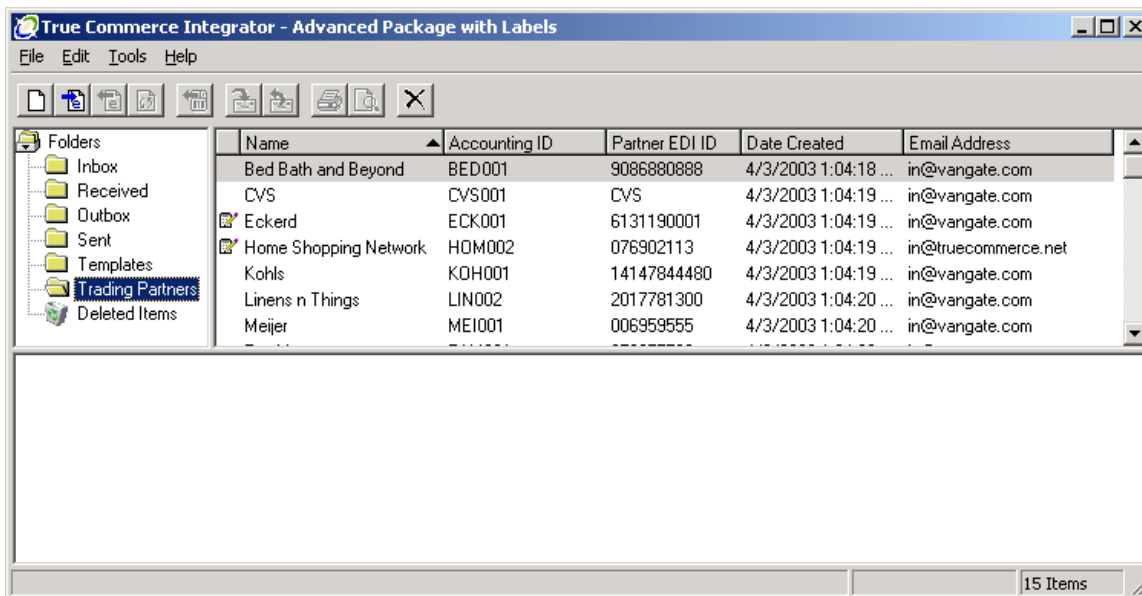 True Commerce Integrator - Advanced Package with Labels
File Edit Tools Help
Folders
Inbox
Received
Outbox
Sent
Templates
Trading Partners
Deleted Items
Name Accounting ID Partner EDI ID Date Created Email Address
Bed Bath and Beyond BED001 9086880888 4/3/2003 1:04:18 ... in@vangate.com
CVS CVS001 CVS 4/3/2003 1:04:19 ... in@vangate.com
Eckerd ECK001 6131190001 4/3/2003 1:04:19 ... in@vangate.com
Home Shopping Network HOM002 076902113 4/3/2003 1:04:19 ... in@truecommerce.net
Kohls KOH001 14147844480 4/3/2003 1:04:19 ... in@vangate.com
Linens n Things LIN002 2017781300 4/3/2003 1:04:20 ... in@vangate.com
Meijer MEI001 006959555 4/3/2003 1:04:20 ... in@vangate.com
15 Items